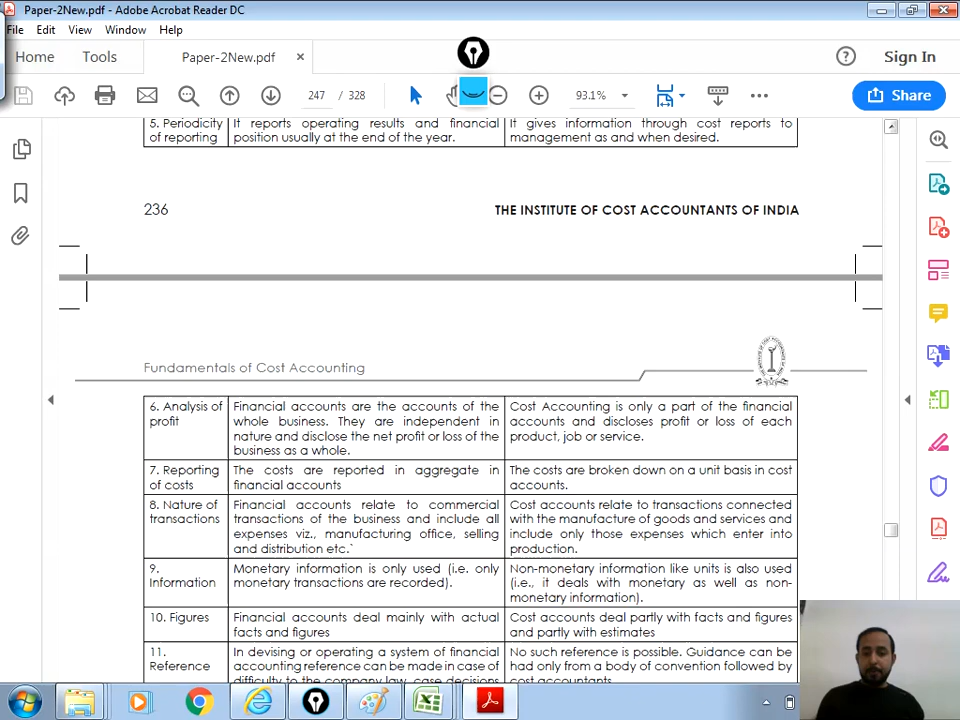 Paper-2New.pdf - Adobe Acrobat Reader DC
File Edit View Window Help
Home Tools Paper-2New.pdf × Sign In
247 / 328 93.1% Share
5. Periodicity of reporting
It reports operating results and financial
position usually at the end of the year.
It gives information through cost reports to
management as and when desired.
236 THE INSTITUTE OF COST ACCOUNTANTS OF INDIA
Fundamentals of Cost Accounting
6. Analysis of
profit
Financial accounts are the accounts of the
whole business. They are independent in
nature and disclose the net profit or loss of the
business as a whole.
Cost Accounting is only a part of the financial
accounts and discloses profit or loss of each
product, job or service.
7. Reporting
of costs
The costs are reported in aggregate in
financial accounts
The costs are broken down on a unit basis in cost
accounts.
8. Nature of
transactions
Financial accounts relate to commercial
transactions of the business and include all
expenses viz., manufacturing office, selling
and distribution etc.`
Cost accounts relate to transactions connected
with the manufacture of goods and services and
include only those expenses which enter into
production.
9.
Information
Monetary information is only used (i.e. only
monetary transactions are recorded).
Non-monetary information like units is also used
(i.e., it deals with monetary as well as non-
monetary information).
10. Figures
Financial accounts deal mainly with actual
facts and figures
Cost accounts deal partly with facts and figures
and partly with estimates
11.
Reference
In devising or operating a system of financial
accounting reference can be made in case of
difficulty to the company law, case decisions
No such reference is possible. Guidance can be
had only from a body of convention followed by
cost accountants